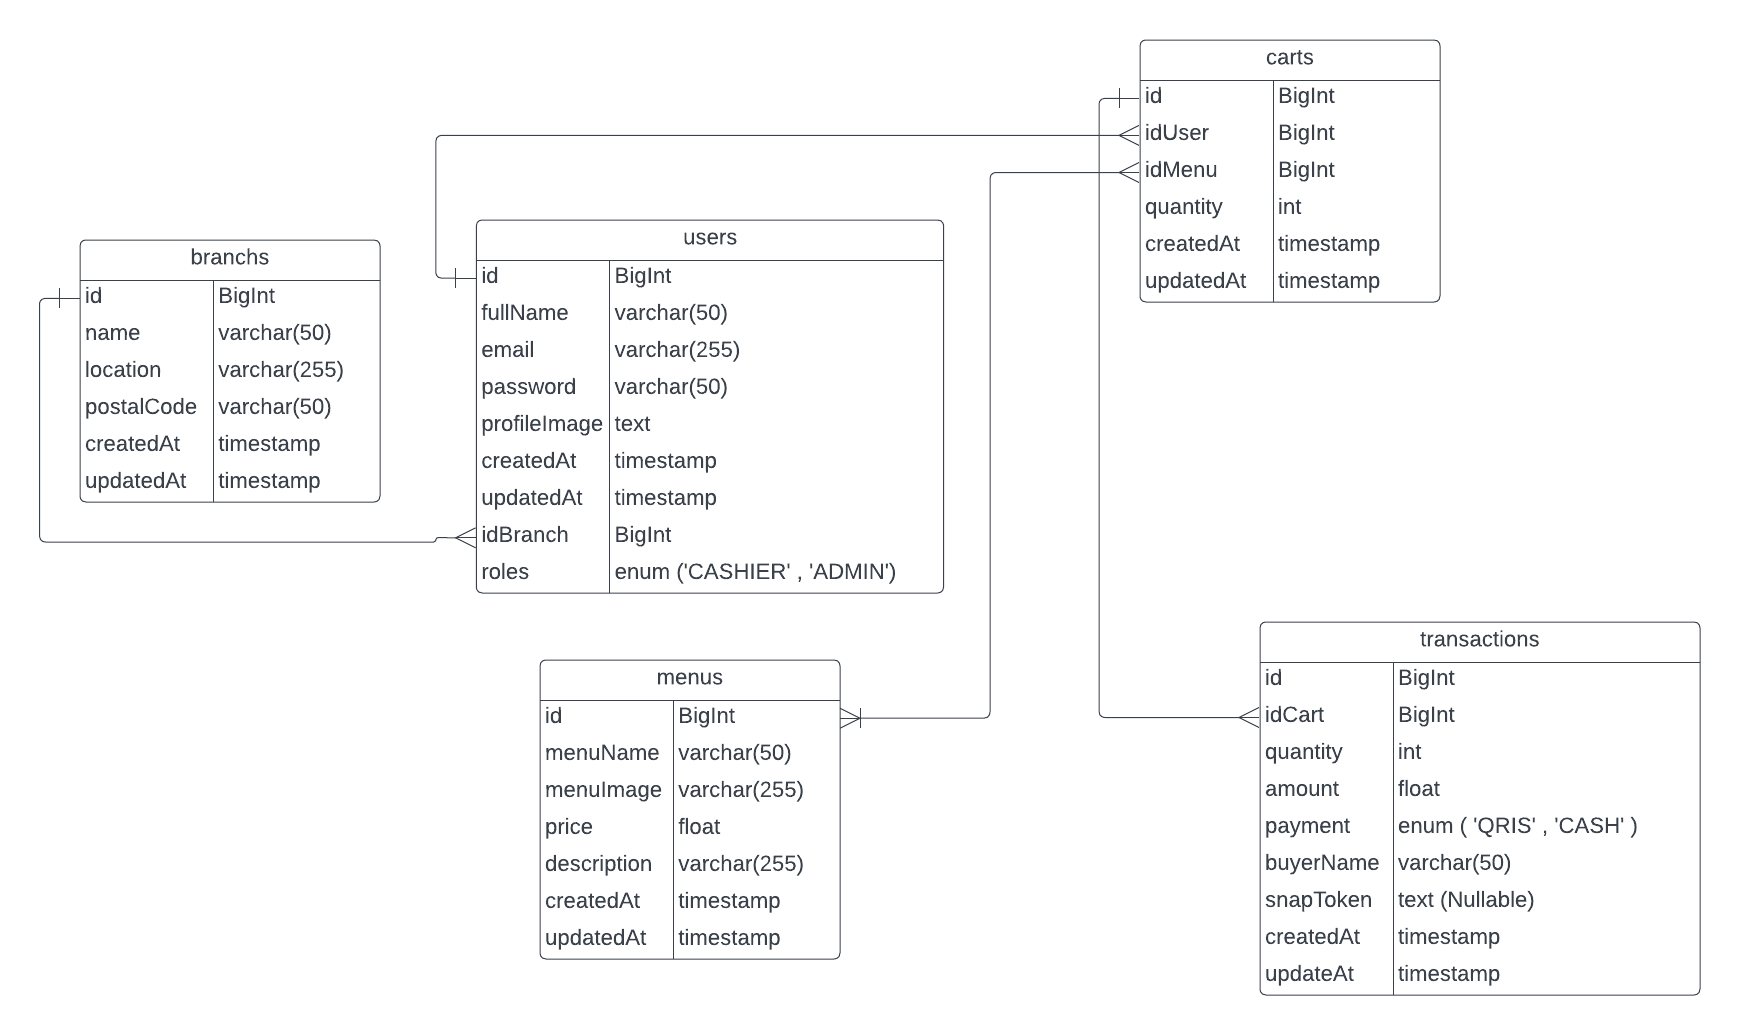 carts
id BigInt
idUser BigInt
idMenu BigInt
quantity int
createdAt timestamp
updatedAt timestamp
users
id BigInt
fullName varchar(50)
email varchar(255)
password varchar(50)
profileImage text
createdAt timestamp
updatedAt timestamp
idBranch BigInt
roles enum ('CASHIER' , 'ADMIN')
branchs
id BigInt
name varchar(50)
location varchar(255)
postalCode varchar(50)
createdAt timestamp
updatedAt timestamp
menus
id BigInt
menuName varchar(50)
menuImage varchar(255)
price float
description varchar(255)
createdAt timestamp
updatedAt timestamp
transactions
id BigInt
idCart BigInt
quantity int
amount float
payment enum ( 'QRIS' , 'CASH' )
buyerName varchar(50)
snapToken text (Nullable)
createdAt timestamp
updateAt timestamp